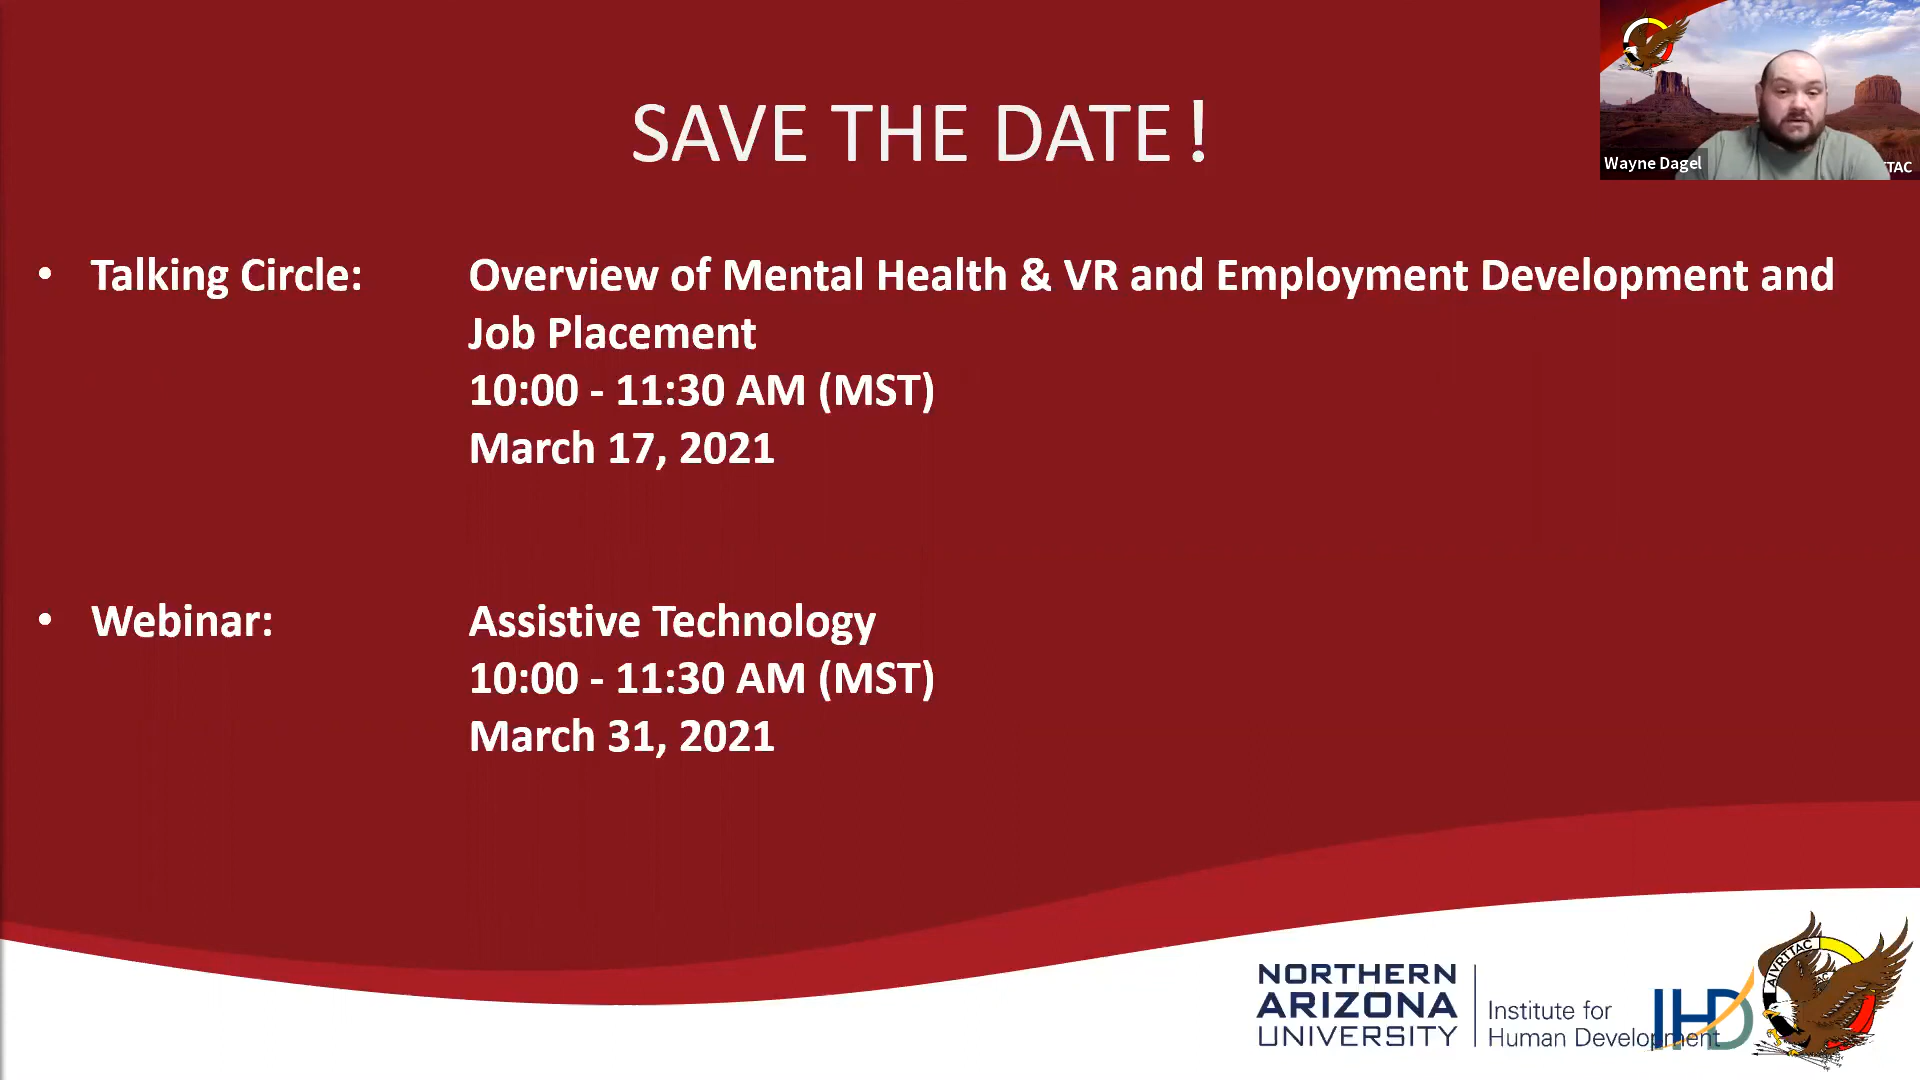 SAVE THE DATE!
Wayne Dagel
TTAC
• Talking Circle: Overview of Mental Health & VR and Employment Development and
Job Placement
10:00 - 11:30 AM (MST)
March 17, 2021
• Webinar: Assistive Technology
10:00 - 11:30 AM (MST)
March 31, 2021
NORTHERN
ARIZONA
UNIVERSITY
Institute for
Human Development
IHD
AIVRTTAC